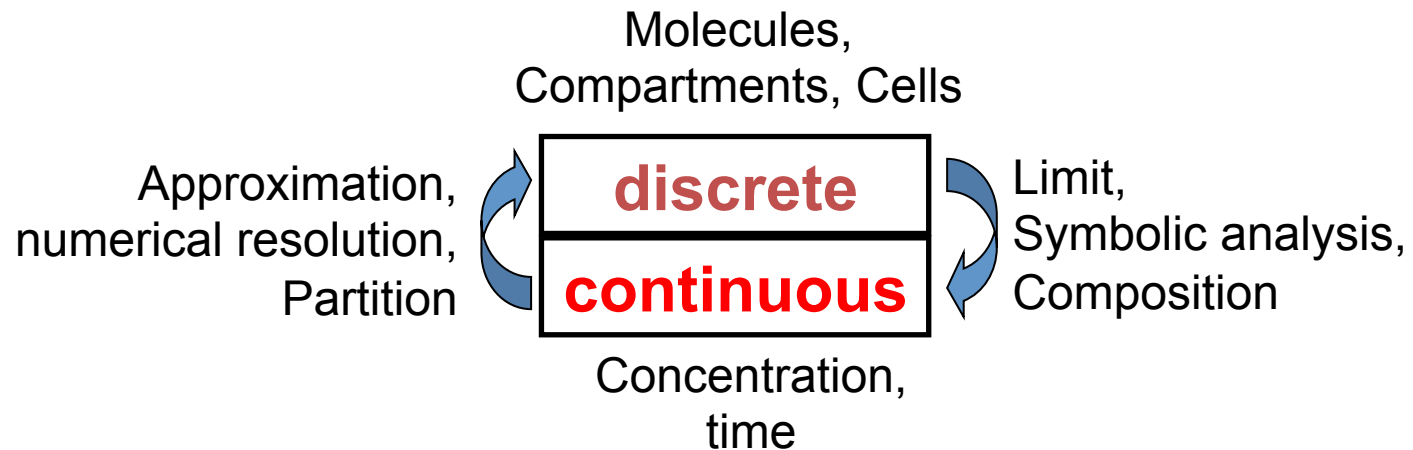 Molecules,
Compartments, Cells
Approximation,
numerical resolution,
Partition
discrete
continuous
Limit,
Symbolic analysis,
Composition
Concentration,
time